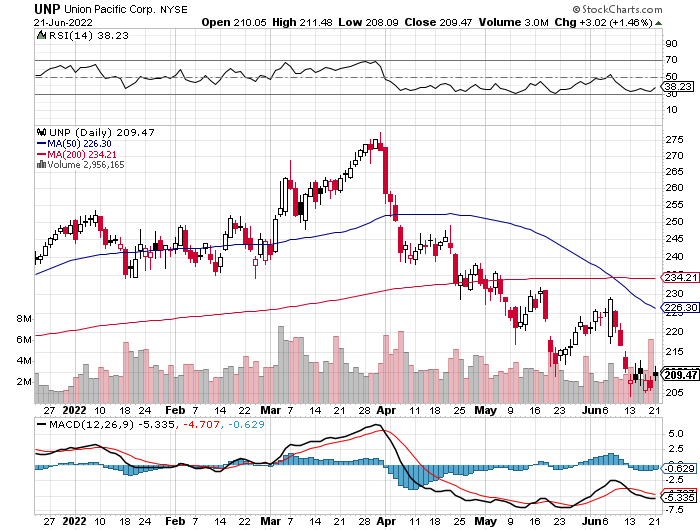 UNP Union Pacific Corp. NYSE © StockCharts.com
21-Jun-2022 Open 210.05 High 211.48 Low 208.09 Close 209.47 Volume 3.0M Chg +3.02 (+1.46%)
RSI(14) 38.23
90
70
50
38.23
30
10
UNP (Daily) 209.47
MA(50) 226.30
MA(200) 234.21
Volume 2,956,165
275
270
265
260
255
250
245
240
234.21
230
226.30
225
220
215
209.47
205
8M
6M
4M
2M
27 2022 10 18 24 Feb 7 14 22 Mar 7 14 21 28 Apr 11 18 25 May 9 16 23 Jun 6 13 21
MACD(12,26,9) -5.335, -4.707, -0.629
5.0
2.5
-0.629
-2.5
-5.335
-7.5
27 2022 10 18 24 Feb 7 14 22 Mar 7 14 21 28 Apr 11 18 25 May 9 16 23 Jun 6 13 21